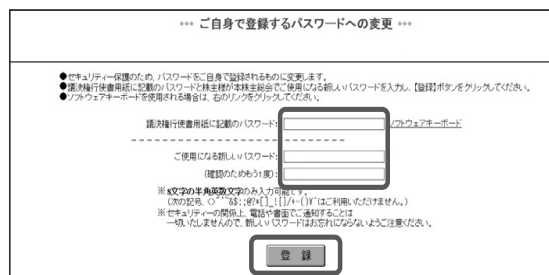 *** ご自身で登録するパスワードへの変更 ***
●セキュリティー保護のため、パスワードをご自身で登録されるものに変更します。
●議決権行使書用紙に記載のパスワードと株主様が本株主総会でご使用になる新しいパスワードを入力し、【登録】ボタンをクリックしてください。
●ソフトウェアキーボードを使用される場合は、右のリンクをクリックしてください。
議決権行使書用紙に記載のパスワード: ソフトウェアキーボード
ご使用になる新しいパスワード:
(確認のためもう1度):
※ 8文字の半角英数文字のみ入力可能です。
はご利用いただけません。)
※セキュリティーの関係上、電話や書面でご通知することは
一切いたしませんので、新しいパスワードはお忘れにならないようご注意ください。
登 録